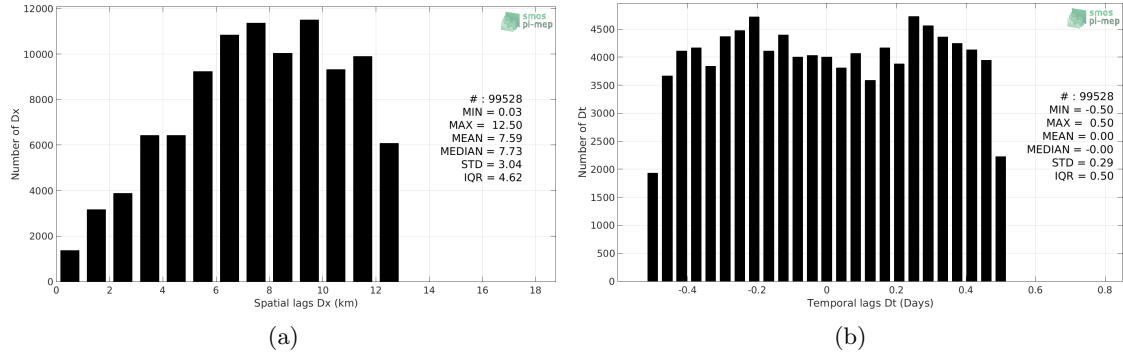 smos
pi-mep
12000
10000
8000
6000
4000
2000
0
Number of Dx
# : 99528
MIN = 0.03
MAX = 12.50
MEAN = 7.59
MEDIAN = 7.73
STD = 3.04
IQR = 4.62
0 2 4 6 8 10 12 14 16 18
Spatial lags Dx (km)
(a)
smos
pi-mep
4500
4000
3500
3000
2500
2000
1500
1000
500
0
Number of Dt
# : 99528
MIN = -0.50
MAX = 0.50
MEAN = 0.00
MEDIAN = -0.00
STD = 0.29
IQR = 0.50
-0.4 -0.2 0 0.2 0.4 0.6 0.8
Temporal lags Dt (Days)
(b)